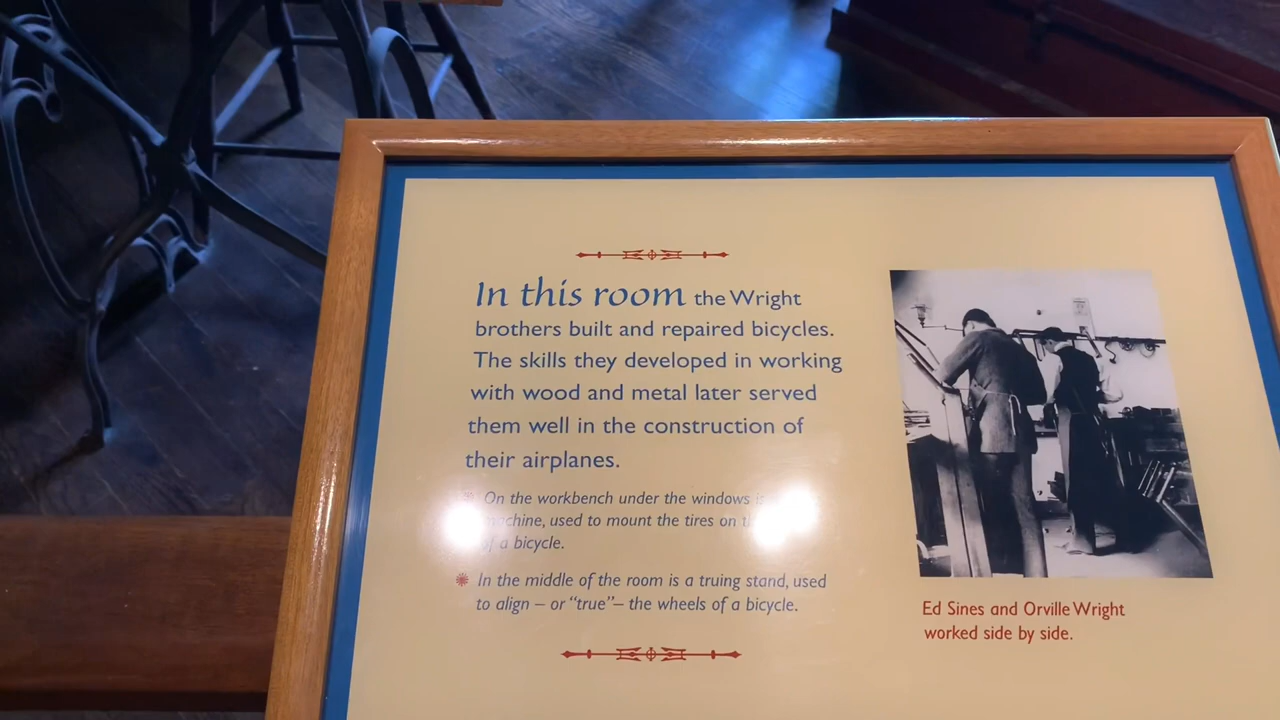 In this room the Wright
brothers built and repaired bicycles.
The skills they developed in working
with wood and metal later served
them well in the construction of
their airplanes.
On the workbench under the windows is
machine, used to mount the tires on
of a bicycle.
In the middle of the room is a truing stand, used
to align – or “true”– the wheels of a bicycle.
Ed Sines and Orville Wright
worked side by side.